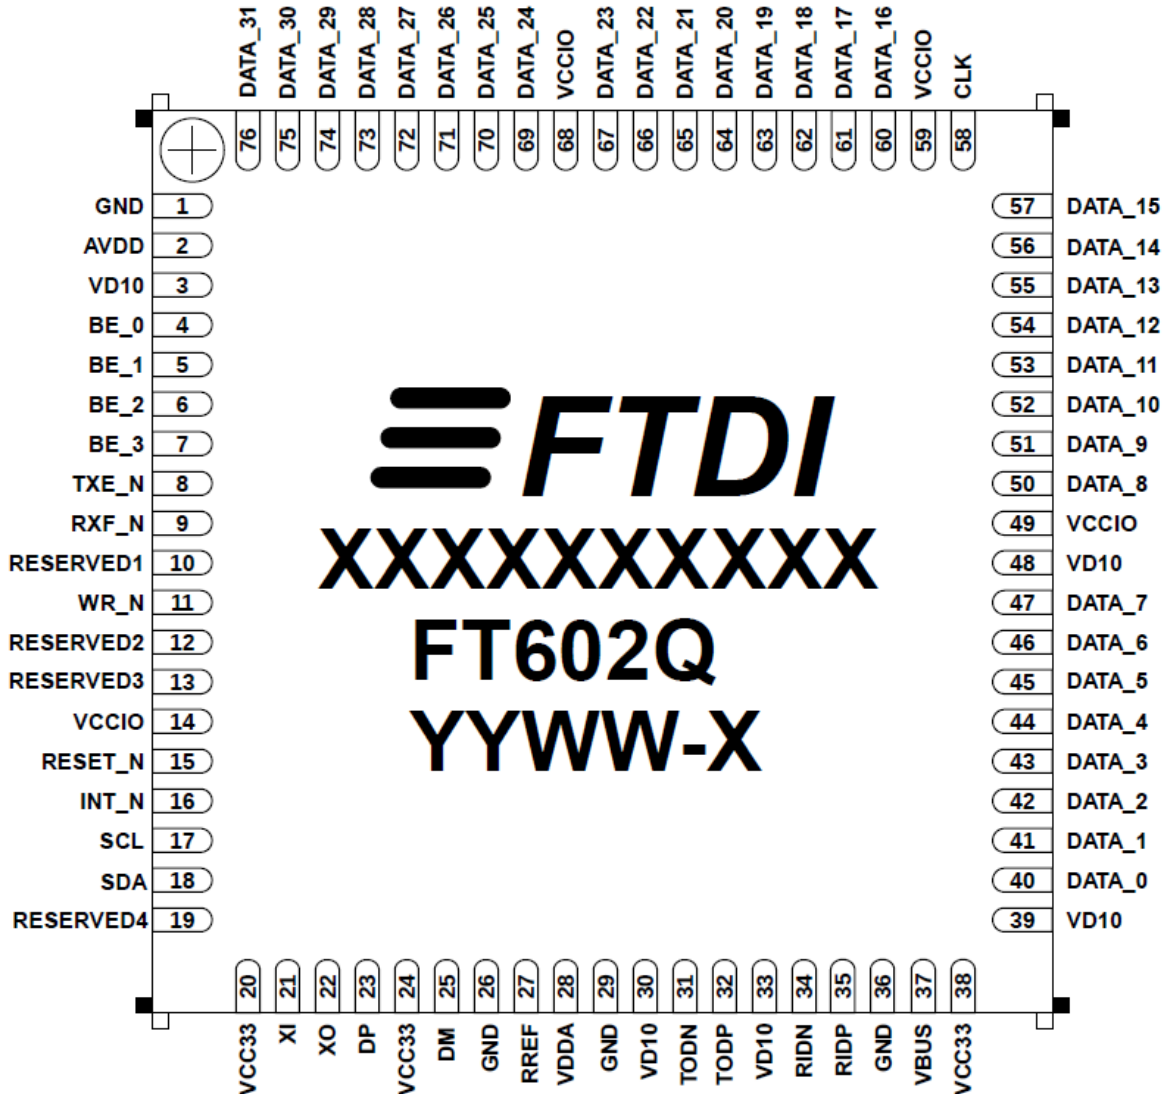 DATA_31 DATA_30 DATA_29 DATA_28 DATA_27 DATA_26 DATA_25 DATA_24 VCCIO DATA_23 DATA_22 DATA_21 DATA_20 DATA_19 DATA_18 DATA_17 DATA_16 VCCIO CLK
76 75 74 73 72 71 70 69 68 67 66 65 64 63 62 61 60 59 58
GND 1 57 DATA_15
AVDD 2 56 DATA_14
VD10 3 55 DATA_13
BE_0 4 54 DATA_12
BE_1 5 53 DATA_11
BE_2 6 52 DATA_10
BE_3 7 51 DATA_9
TXE_N 8 50 DATA_8
RXF_N 9 49 VCCIO
RESERVED1 10 48 VD10
WR_N 11 47 DATA_7
RESERVED2 12 46 DATA_6
RESERVED3 13 45 DATA_5
VCCIO 14 44 DATA_4
RESET_N 15 43 DATA_3
INT_N 16 42 DATA_2
SCL 17 41 DATA_1
SDA 18 40 DATA_0
RESERVED4 19 39 VD10
FTDI
XXXXXXXXXX
FT602Q
YYWW-X
20 21 22 23 24 25 26 27 28 29 30 31 32 33 34 35 36 37 38
VCC33 XI XO DP VCC33 DM GND RREF VDDA GND VD10 TODN TODP VD10 RIDN RIDP GND VBUS VCC33